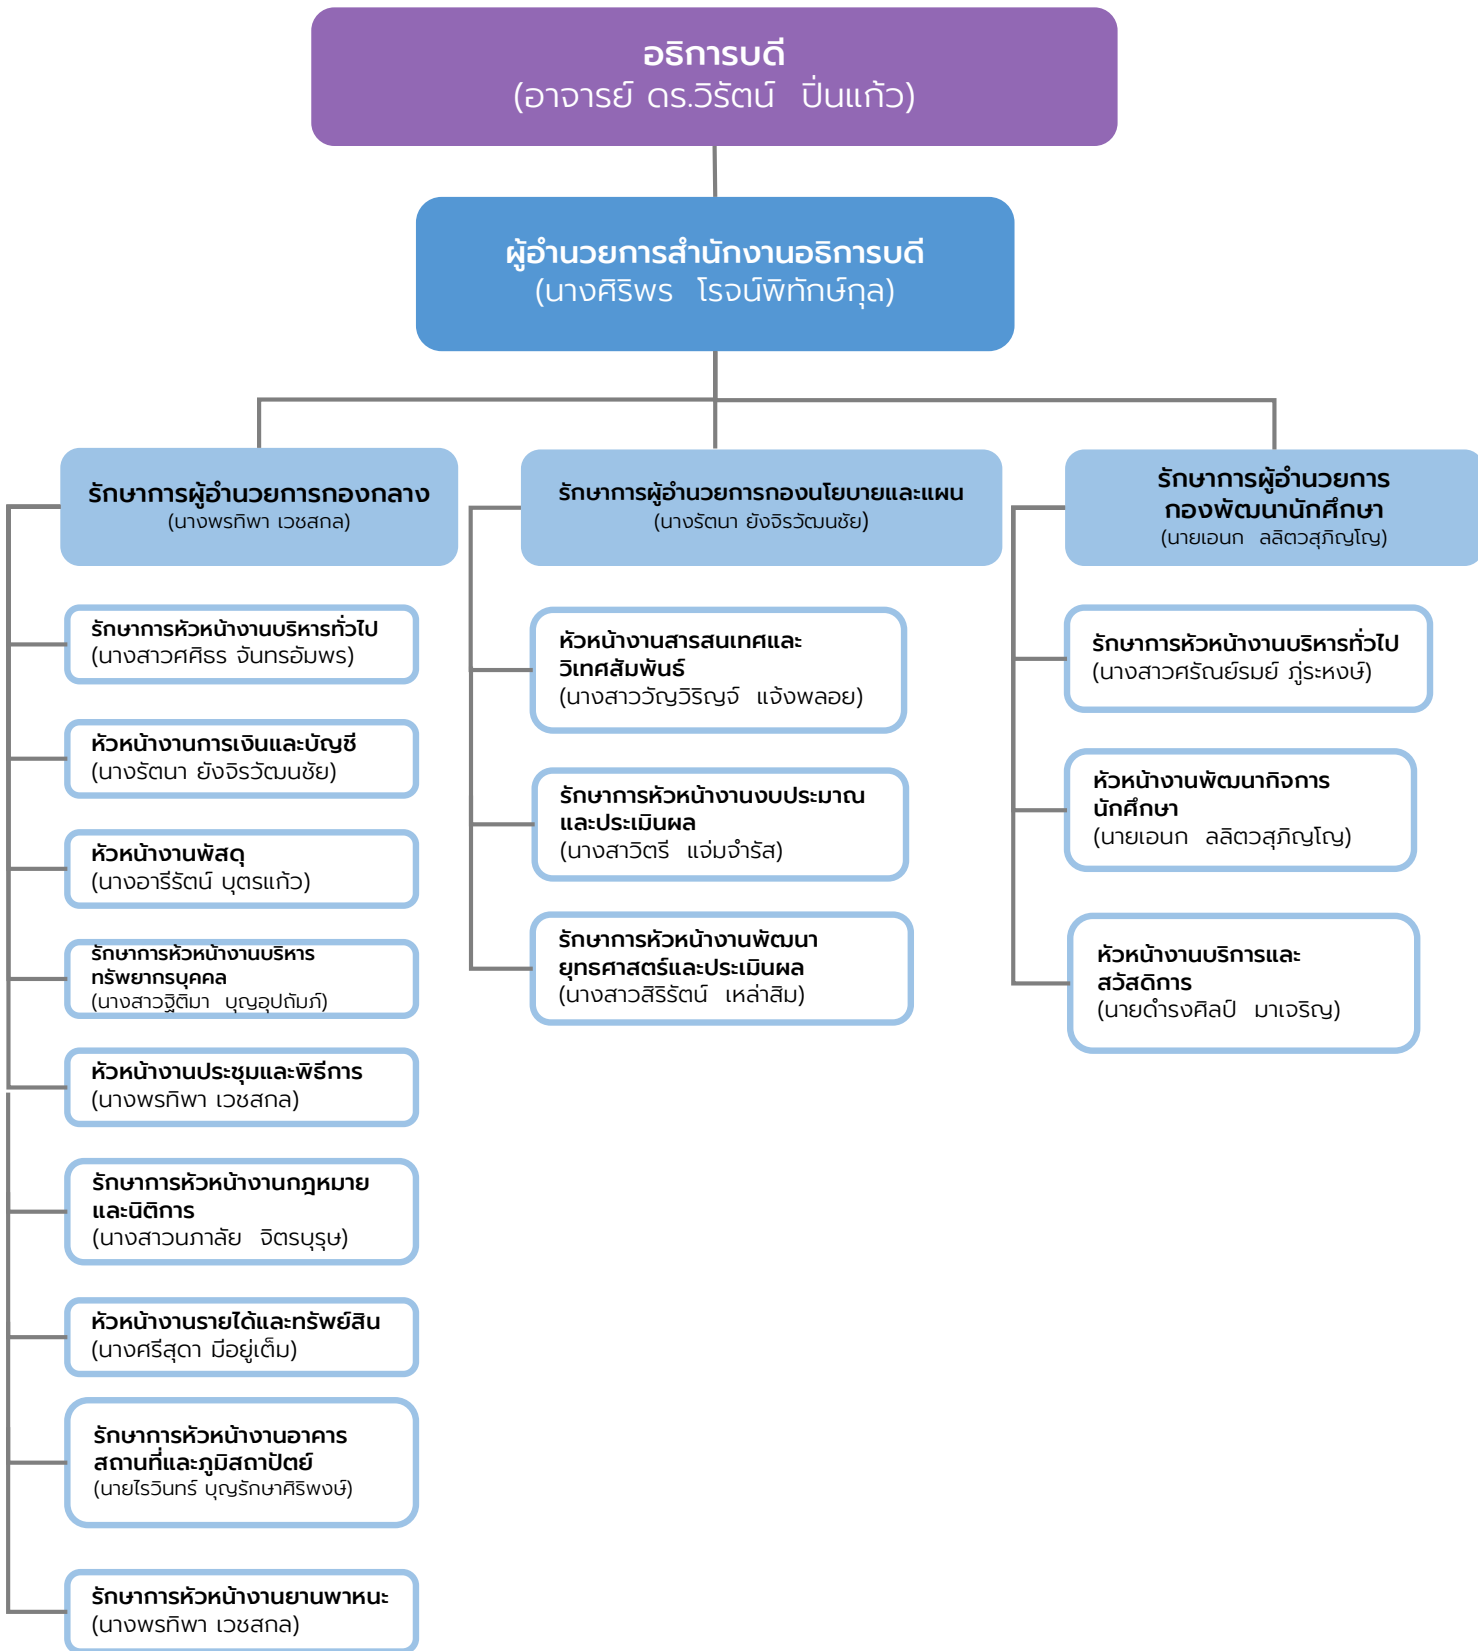 อธิการบดี
(อาจารย์ ดร.วิรัตน์ ปิ่นแก้ว)
ผู้อำนวยการสำนักงานอธิการบดี
(นางศิริพร โรจน์พิทักษ์กุล)
รักษาการผู้อำนวยการกองกลาง
(นางพรทิพา เวชสกล)
รักษาการหัวหน้างานบริหารทั่วไป
(นางสาวศศิธร จันทรอัมพร)
หัวหน้างานการเงินและบัญชี
(นางรัตนา ยังจิรวัฒนชัย)
หัวหน้างานพัสดุ
(นางอารีรัตน์ บุตรแก้ว)
รักษาการห้วหน้างานบริหาร
ทรัพยากรบุคคล
(นางสาวฐิติมา บุญอุปถัมภ์)
หัวหน้างานประชุมและพิธีการ
(นางพรทิพา เวชสกล)
รักษาการหัวหน้างานกฎหมาย
และนิติการ
(นางสาวนภาลัย จิตรบุรุษ)
หัวหน้างานรายได้และทรัพย์สิน
(นางศรีสุดา มีอยู่เต็ม)
รักษาการหัวหน้างานอาคาร
สถานที่และภูมิสถาปัตย์
(นายไรวินทร์ บุญรักษาศิริพงษ์)
รักษาการหัวหน้างานยานพาหนะ
(นางพรทิพา เวชสกล)
รักษาการผู้อำนวยการกองนโยบายและแผน
(นางรัตนา ยังจิรวัฒนชัย)
หัวหน้างานสารสนเทศและ
วิเทศสัมพันธ์
(นางสาววัญวิริญจ์ แจ้งพลอย)
รักษาการหัวหน้างานงบประมาณ
และประเมินผล
(นางสาวิตรี แจ่มจำรัส)
รักษาการหัวหน้างานพัฒนา
ยุทธศาสตร์และประเมินผล
(นางสาวสิริรัตน์ เหล่าสิม)
รักษาการผู้อำนวยการ
กองพัฒนานักศึกษา
(นายเอนก ลลิตวสุภิญโญ)
รักษาการหัวหน้างานบริหารทั่วไป
(นางสาวศรัณย์รมย์ ภู่ระหงษ์)
หัวหน้างานพัฒนากิจการ
นักศึกษา
(นายเอนก ลลิตวสุภิญโญ)
หัวหน้างานบริการและ
สวัสดิการ
(นายดำรงศิลป์ มาเจริญ)